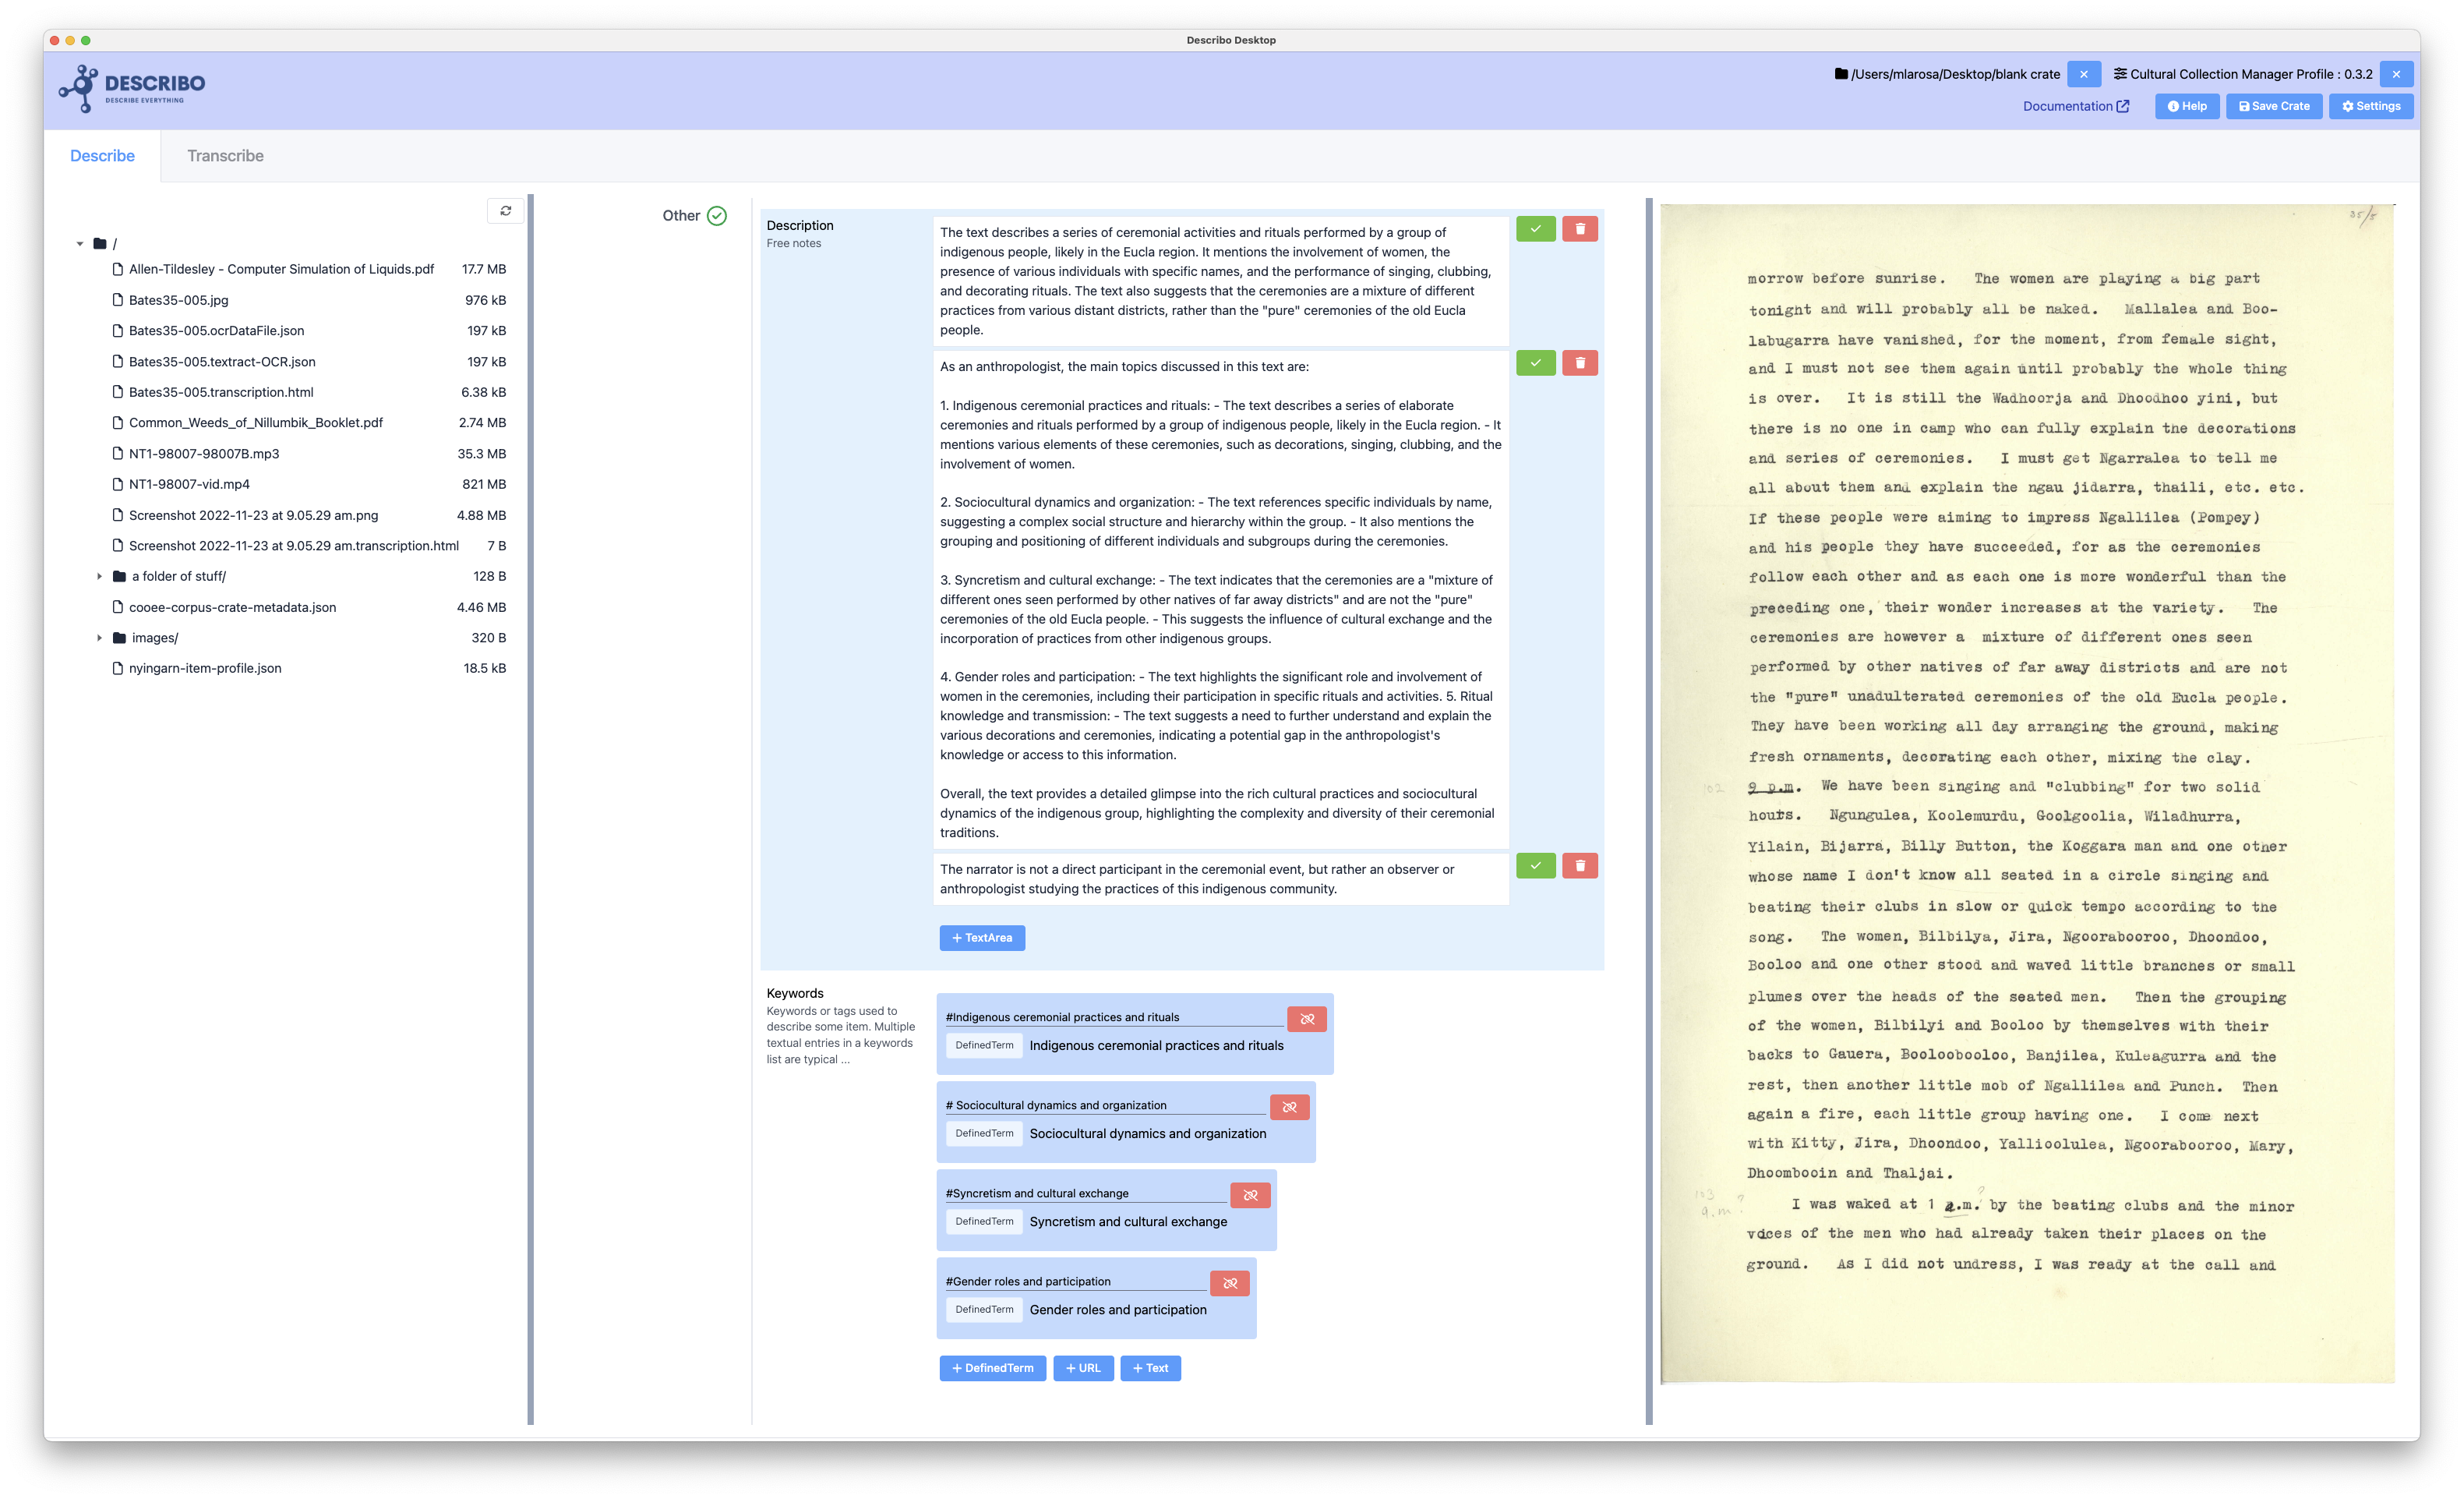 Describo Desktop
DESCRIBO
DESCRIBE EVERYTHING
/Users/mlarosa/Desktop/blank crate
Cultural Collection Manager Profile : 0.3.2
Documentation
Help
Save Crate
Settings
Describe
Transcribe
/
Allen-Tildesley - Computer Simulation of Liquids.pdf 17.7 MB
Bates35-005.jpg 976 kB
Bates35-005.ocrDataFile.json 197 kB
Bates35-005.textract-OCR.json 197 kB
Bates35-005.transcription.html 6.38 kB
Common_Weeds_of_Nillumbik_Booklet.pdf 2.74 MB
NT1-98007-98007B.mp3 35.3 MB
NT1-98007-vid.mp4 821 MB
Screenshot 2022-11-23 at 9.05.29 am.png 4.88 MB
Screenshot 2022-11-23 at 9.05.29 am.transcription.html 7 B
a folder of stuff/ 128 B
cooee-corpus-crate-metadata.json 4.46 MB
images/ 320 B
nyingarn-item-profile.json 18.5 kB
Other
Description
Free notes
The text describes a series of ceremonial activities and rituals performed by a group of
indigenous people, likely in the Eucla region. It mentions the involvement of women, the
presence of various individuals with specific names, and the performance of singing, clubbing,
and decorating rituals. The text also suggests that the ceremonies are a mixture of different
practices from various distant districts, rather than the "pure" ceremonies of the old Eucla
people.
As an anthropologist, the main topics discussed in this text are:
1. Indigenous ceremonial practices and rituals: - The text describes a series of elaborate
ceremonies and rituals performed by a group of indigenous people, likely in the Eucla region. - It
mentions various elements of these ceremonies, such as decorations, singing, clubbing, and the
involvement of women.
2. Sociocultural dynamics and organization: - The text references specific individuals by name,
suggesting a complex social structure and hierarchy within the group. - It also mentions the
grouping and positioning of different individuals and subgroups during the ceremonies.
3. Syncretism and cultural exchange: - The text indicates that the ceremonies are a "mixture of
different ones seen performed by other natives of far away districts" and are not the "pure"
ceremonies of the old Eucla people. - This suggests the influence of cultural exchange and the
incorporation of practices from other indigenous groups.
4. Gender roles and participation: - The text highlights the significant role and involvement of
women in the ceremonies, including their participation in specific rituals and activities. 5. Ritual
knowledge and transmission: - The text suggests a need to further understand and explain the
various decorations and ceremonies, indicating a potential gap in the anthropologist's
knowledge or access to this information.
Overall, the text provides a detailed glimpse into the rich cultural practices and sociocultural
dynamics of the indigenous group, highlighting the complexity and diversity of their ceremonial
traditions.
The narrator is not a direct participant in the ceremonial event, but rather an observer or
anthropologist studying the practices of this indigenous community.
+ TextArea
Keywords
Keywords or tags used to
describe some item. Multiple
textual entries in a keywords
list are typical ...
#Indigenous ceremonial practices and rituals
DefinedTerm Indigenous ceremonial practices and rituals
# Sociocultural dynamics and organization
DefinedTerm Sociocultural dynamics and organization
#Syncretism and cultural exchange
DefinedTerm Syncretism and cultural exchange
#Gender roles and participation
DefinedTerm Gender roles and participation
+ DefinedTerm + URL + Text
35/5
morrow before sunrise. The women are playing a big part
tonight and will probably all be naked. Mallalea and Boo-
labugarra have vanished, for the moment, from female sight,
and I must not see them again until probably the whole thing
is over. It is still the Wadhoorja and Dhoodhoo yini, but
there is no one in camp who can fully explain the decorations
and series of ceremonies. I must get Ngarralea to tell me
all about them and explain the ngau jidarra, thaili, etc. etc.
If these people were aiming to impress Ngallilea (Pompey)
and his people they have succeeded, for as the ceremonies
follow each other and as each one is more wonderful than the
preceding one, their wonder increases at the variety. The
ceremonies are however a mixture of different ones seen
performed by other natives of far away districts and are not
the "pure" unadulterated ceremonies of the old Eucla people.
They have been working all day arranging the ground, making
fresh ornaments, decorating each other, mixing the clay.
102 9 p.m. We have been singing and "clubbing" for two solid
hours. Ngungulea, Koolemurdu, Goolgoolia, Wiladhurra,
Yilain, Bijarra, Billy Button, the Koggara man and one other
whose name I don't know all seated in a circle singing and
beating their clubs in slow or quick tempo according to the
song. The women, Bilbilya, Jira, Ngoorabooroo, Dhoondoo,
Booloo and one other stood and waved little branches or small
plumes over the heads of the seated men. Then the grouping
of the women, Bilbilyi and Booloo by themselves with their
backs to Gauera, Booloobooloo, Banjilea, Kuleagurra and the
rest, then another little mob of Ngallilea and Punch. Then
again a fire, each little group having one. I come next
with Kitty, Jira, Dhoondoo, Yallioolulea, Ngoorabooroo, Mary,
Dhoombooin and Thaljai.
103 ?
a.m ?
I was waked at 1 a.m.? by the beating clubs and the minor
voices of the men who had already taken their places on the
ground. As I did not undress, I was ready at the call and